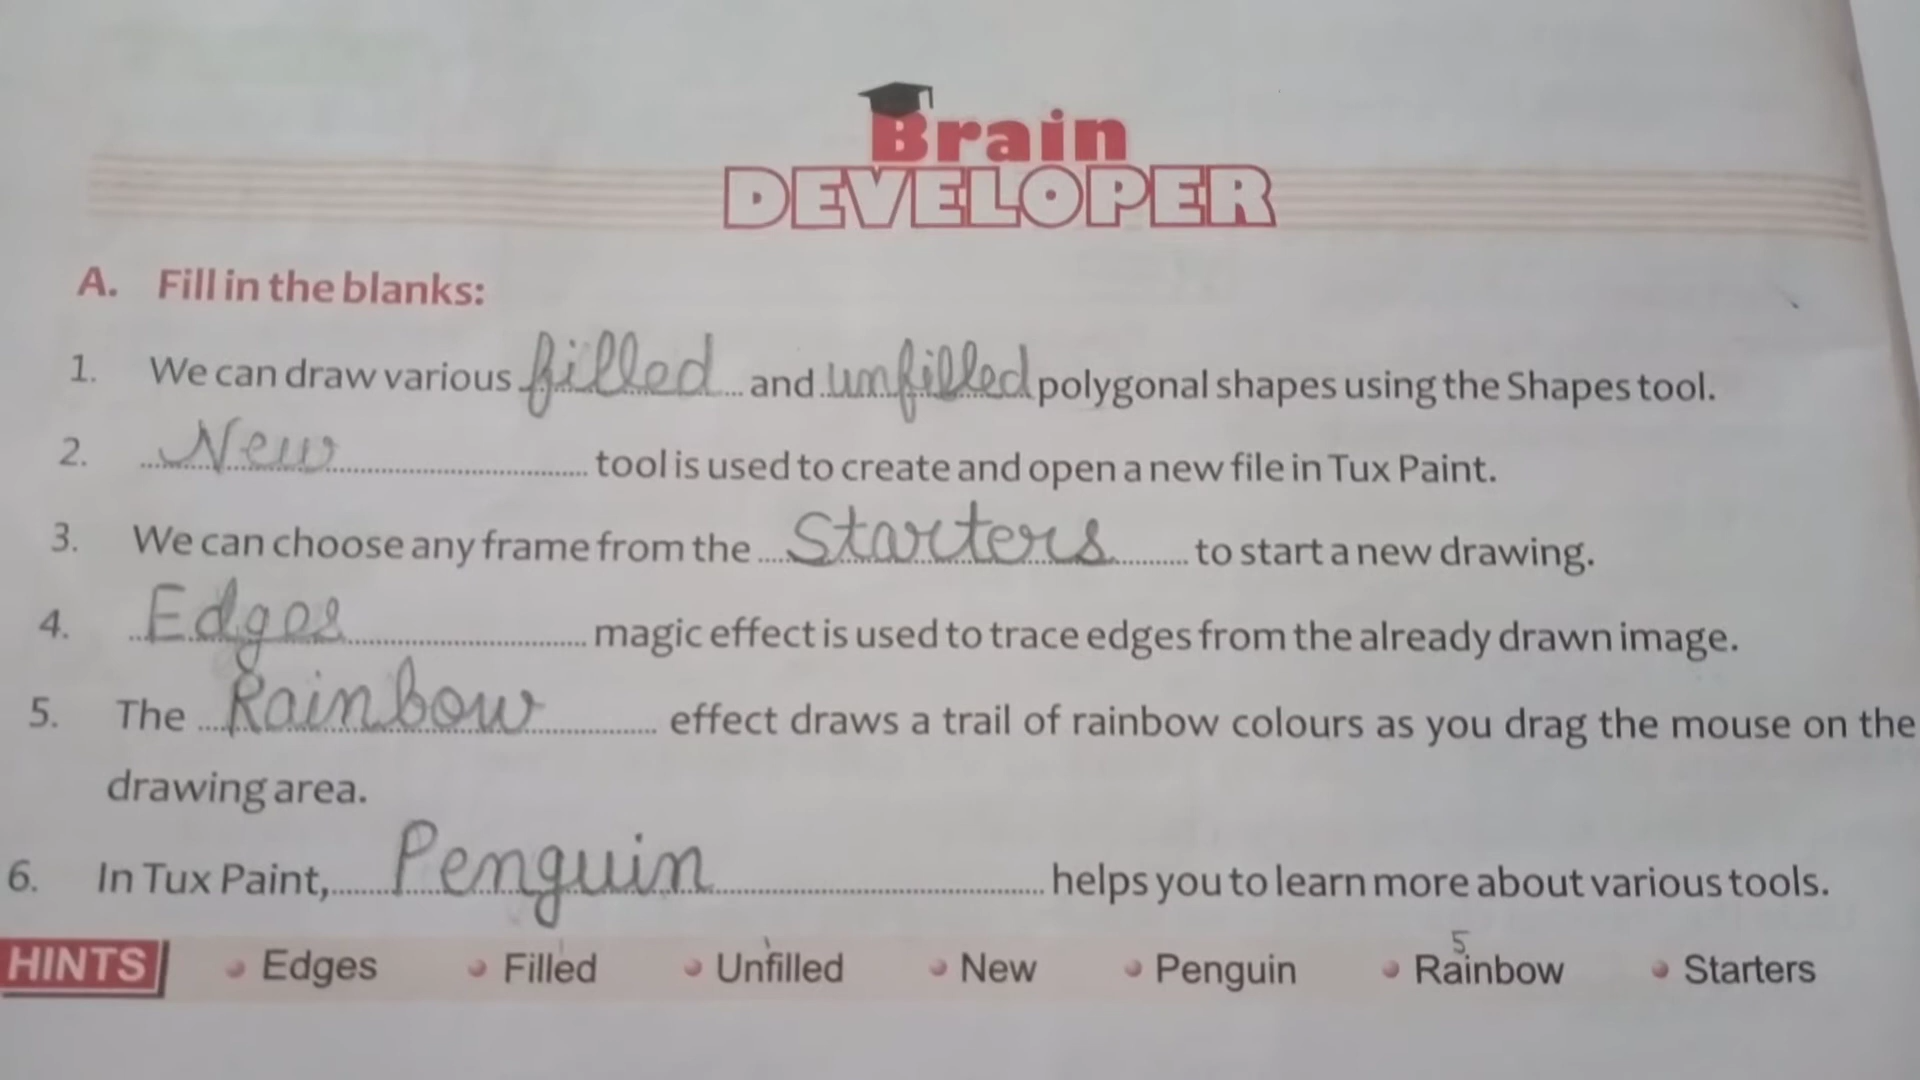 Brain
DEVELOPER
A. Fill in the blanks:
1. We can draw various filled and unfilled polygonal shapes using the Shapes tool.
2. New tool is used to create and open a new file in Tux Paint.
3. We can choose any frame from the Starters to start a new drawing.
4. Edges magic effect is used to trace edges from the already drawn image.
5. The Rainbow effect draws a trail of rainbow colours as you drag the mouse on the
drawing area.
6. In Tux Paint, Penguin helps you to learn more about various tools.
5
HINTS • Edges • Filled • Unfilled • New • Penguin • Rainbow • Starters